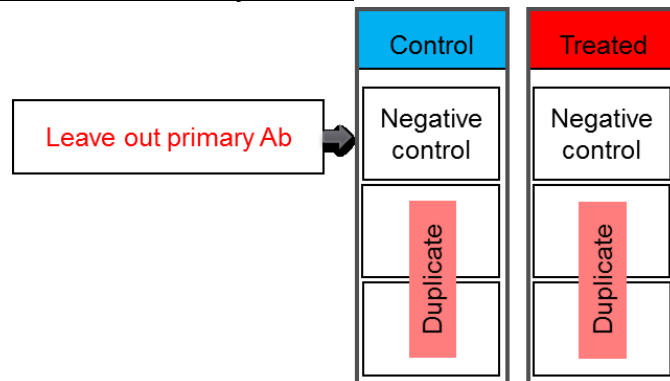 Control
Treated
Leave out primary Ab
Negative
control
Negative
control
Duplicate
Duplicate